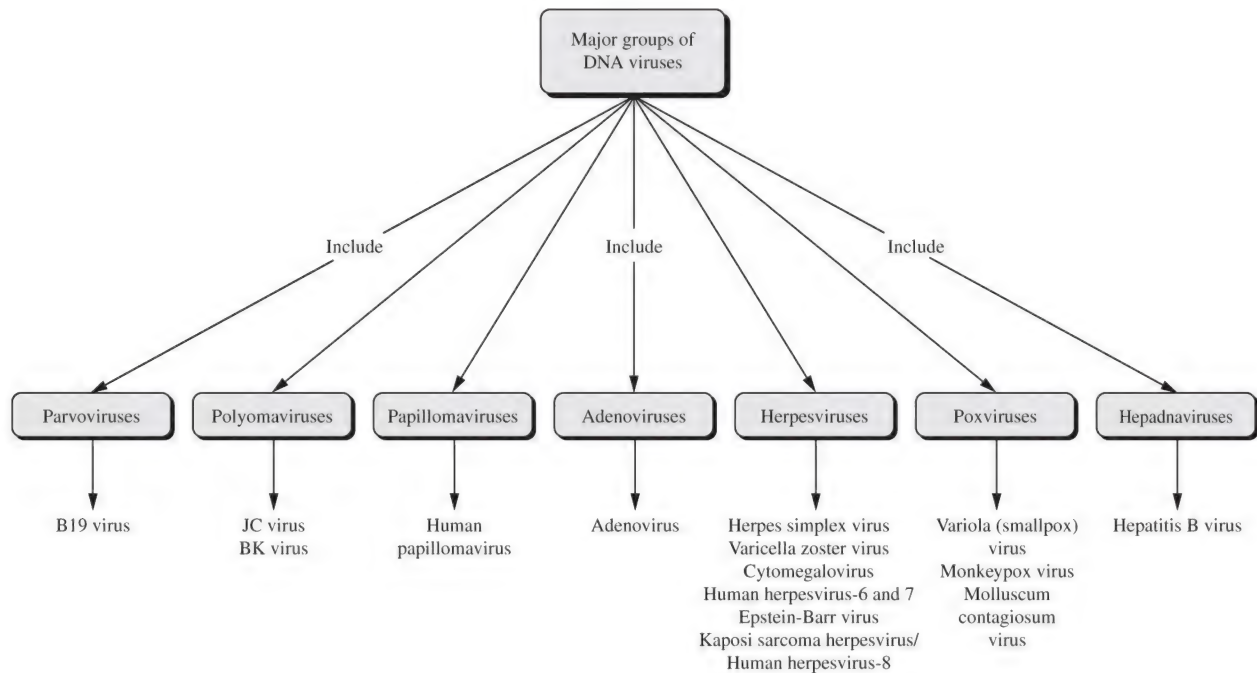 Major groups of
DNA viruses
Include
Include
Include
Parvoviruses
Polyomaviruses
Papillomaviruses
Adenoviruses
Herpesviruses
Poxviruses
Hepadnaviruses
B19 virus
JC virus
BK virus
Human
papillomavirus
Adenovirus
Herpes simplex virus
Varicella zoster virus
Cytomegalovirus
Human herpesvirus-6 and 7
Epstein-Barr virus
Kaposi sarcoma herpesvirus/
Human herpesvirus-8
Variola (smallpox)
virus
Monkeypox virus
Molluscum
contagiosum
virus
Hepatitis B virus